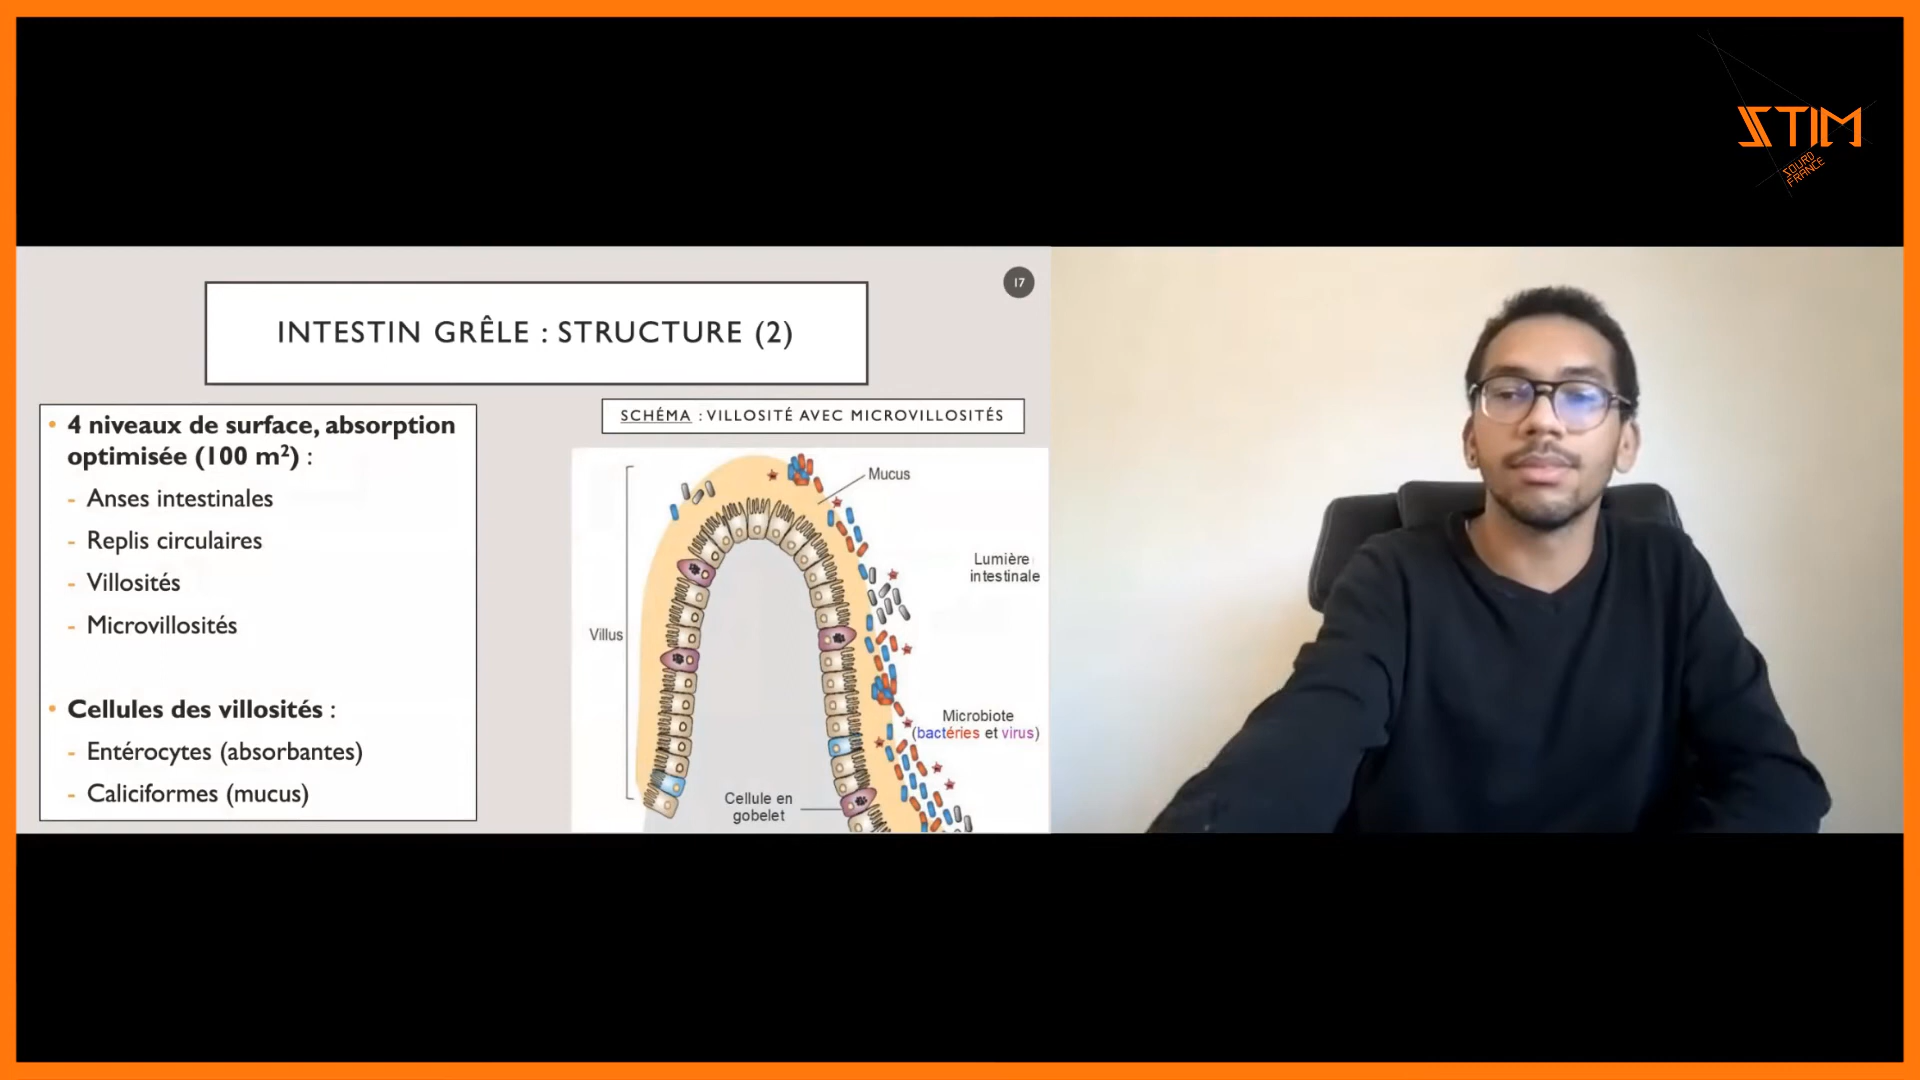 STIM
SOURD
FRANCE
17
INTESTIN GRÊLE : STRUCTURE (2)
• 4 niveaux de surface, absorption
optimisée (100 m²) :
- Anses intestinales
- Replis circulaires
- Villosités
- Microvillosités
• Cellules des villosités :
- Entérocytes (absorbantes)
- Caliciformes (mucus)
SCHÉMA : VILLOSITÉ AVEC MICROVILLOSITÉS
Mucus
Lumière
intestinale
Villus
Microbiote
(bactéries et virus)
Cellule en
gobelet